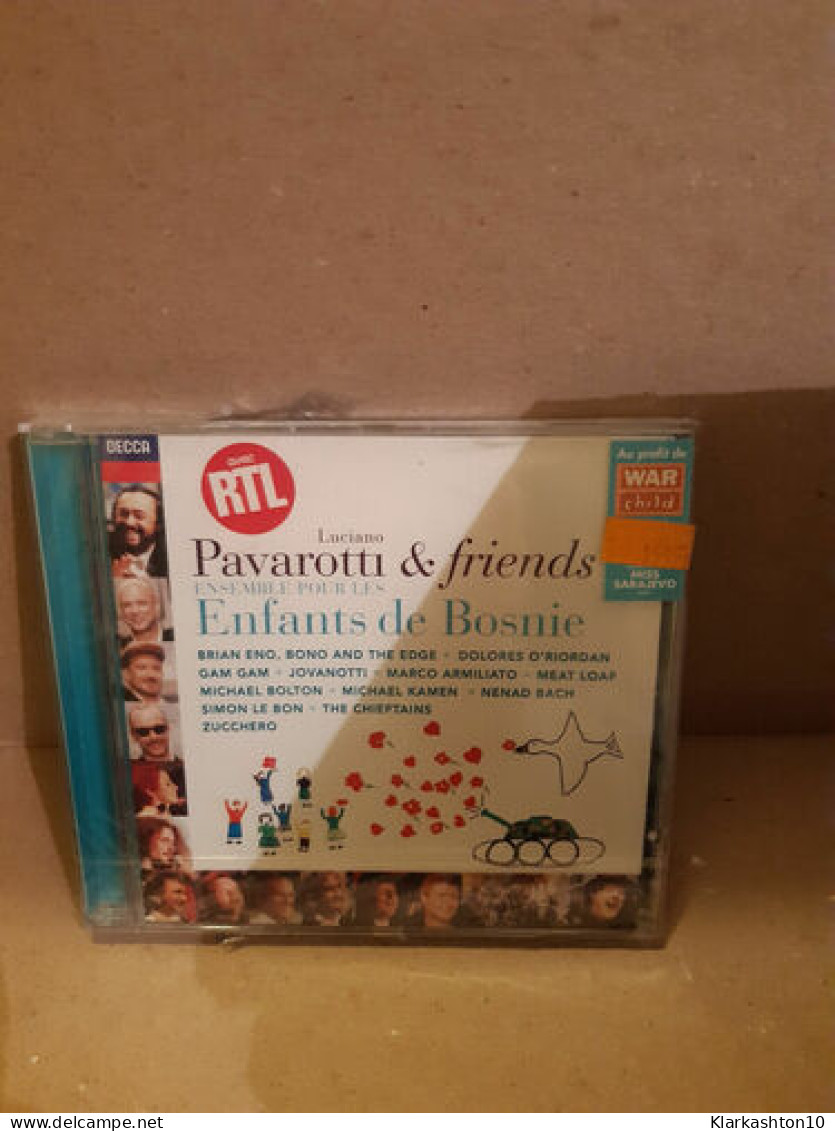 DECCA
avec
RTL
Au profit de
WAR
child
Luciano
Pavarotti & friends
ENSEMBLE POUR LES
Enfants de Bosnie
MISS
SARAJEVO
BRIAN ENO, BONO AND THE EDGE • DOLORES O'RIORDAN
GAM GAM • JOVANOTTI • MARCO ARMILIATO • MEAT LOAF
MICHAEL BOLTON • MICHAEL KAMEN • NENAD BACH
SIMON LE BON • THE CHIEFTAINS
ZUCCHERO
www.delcampe.net
Klarkashton10